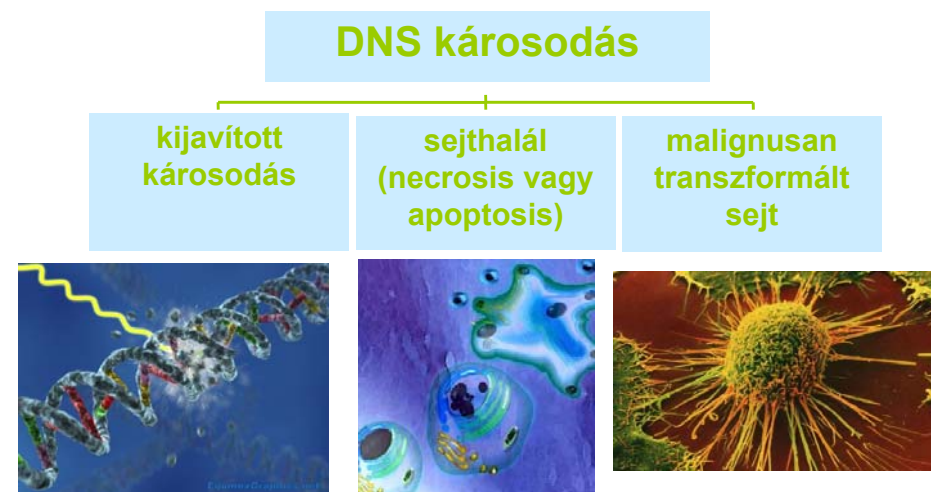 DNS károsodás
kijavított
károsodás
sejthalál
(necrosis vagy
apoptosis)
malignusan
transzformált
sejt